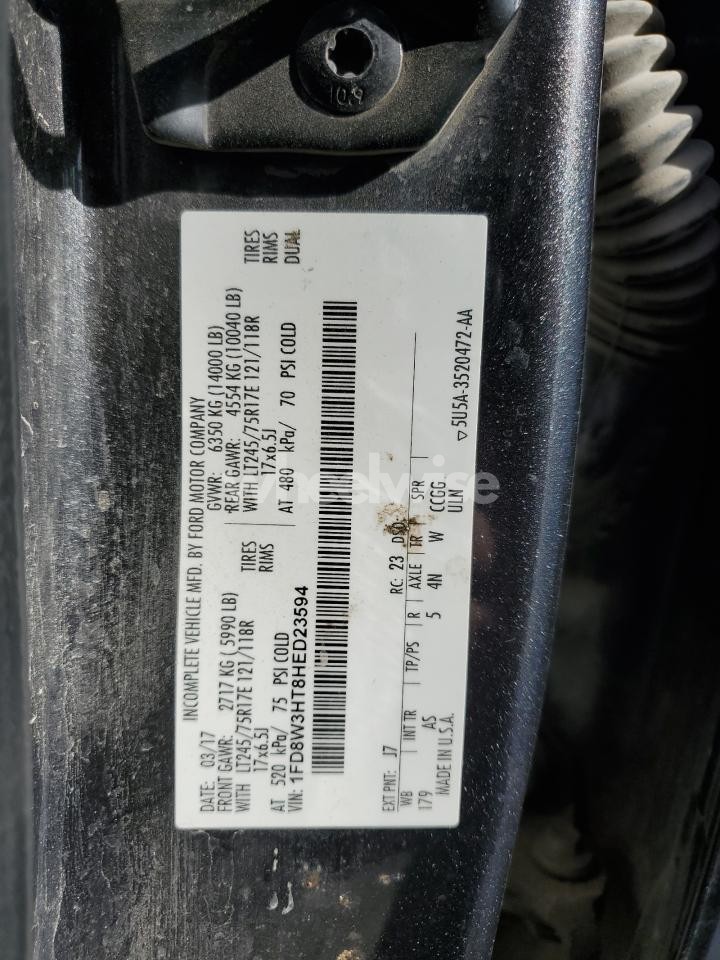 10.9
INCOMPLETE VEHICLE MFD. BY FORD MOTOR COMPANY
DATE: 03/17 GVWR: 6350 KG (14000 LB)
FRONT GAWR: 2717 KG ( 5990 LB) REAR GAWR: 4554 KG (10040 LB)
WITH LT245/75R17E 121/118R TIRES WITH LT245/75R17E 121/118R TIRES
17x6.5J RIMS 17x6.5J RIMS
AT 520 kPa/ 75 PSI COLD AT 480 kPa/ 70 PSI COLD DUAL
VIN: 1FD8W3HT8HED23594
EXT PNT: J7 RC: 23 DSO:
WB INT TR TP/PS R AXLE TR SPR
179 AS 5 4N W CCGG
MADE IN U.S.A. ULN
▽5U5A-3520472-AA
wheelwise